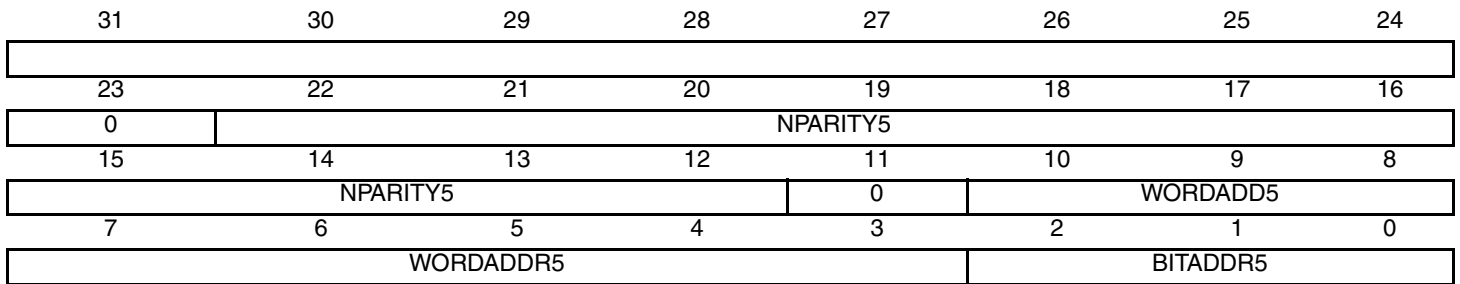 31 30 29 28 27 26 25 24
23 22 21 20 19 18 17 16
0 NPARITY5
15 14 13 12 11 10 9 8
NPARITY5 0 WORDADD5
7 6 5 4 3 2 1 0
WORDADDR5 BITADDR5